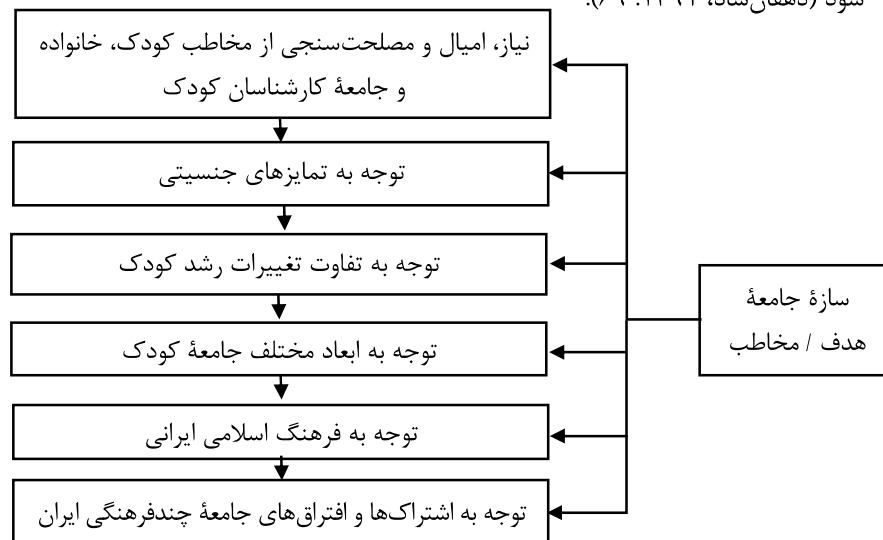 نیاز، امیال و مصلحت‌سنجی از مخاطب کودک، خانواده
و جامعهٔ کارشناسان کودک
توجه به تمایزهای جنسیتی
توجه به تفاوت تغییرات رشد کودک
توجه به ابعاد مختلف جامعهٔ کودک
توجه به فرهنگ اسلامی ایرانی
توجه به اشتراک‌ها و افتراق‌های جامعهٔ چندفرهنگی ایران
سازهٔ جامعهٔ
هدف / مخاطب